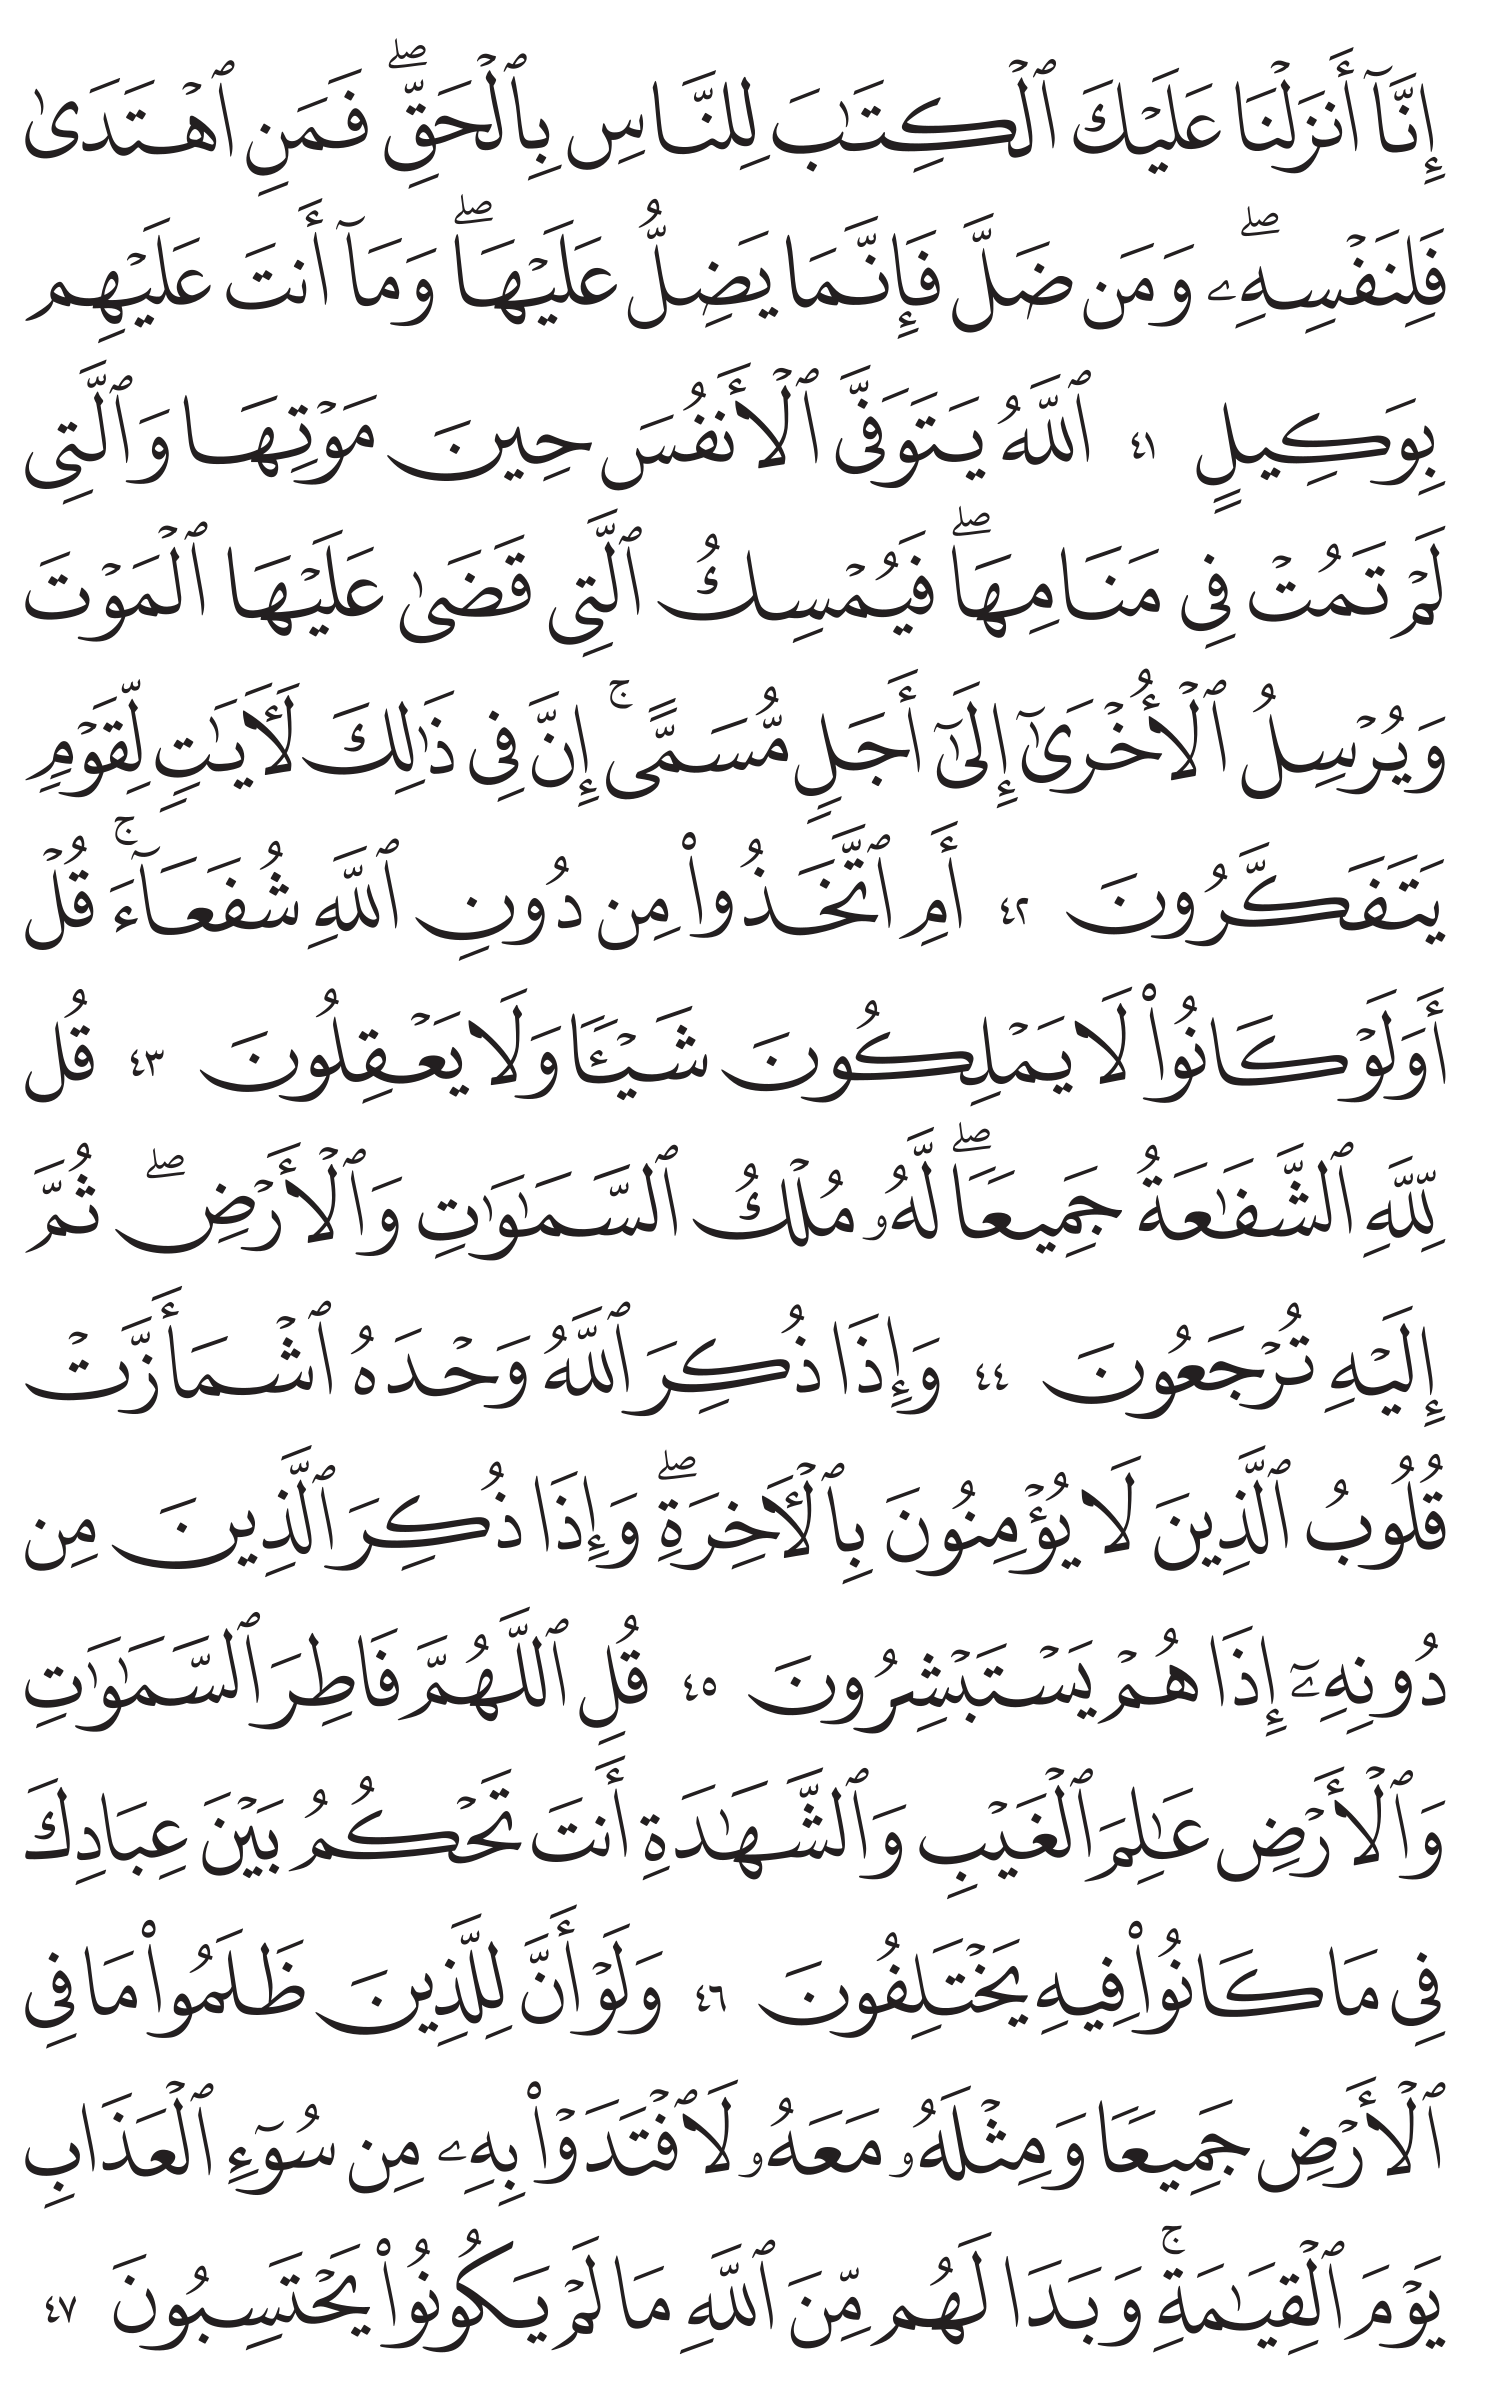 إِنَّآ أَنزَلْنَا عَلَيْكَ ٱلْكِتَٰبَ لِلنَّاسِ بِٱلْحَقِّ ۖ فَمَنِ ٱهْتَدَىٰ
فَلِنَفْسِهِۦ ۖ وَمَن ضَلَّ فَإِنَّمَا يَضِلُّ عَلَيْهَا ۖ وَمَآ أَنتَ عَلَيْهِم
بِوَكِيلٍ ٤١ ٱللَّهُ يَتَوَفَّى ٱلْأَنفُسَ حِينَ مَوْتِهَا وَٱلَّتِى
لَمْ تَمُتْ فِى مَنَامِهَا ۖ فَيُمْسِكُ ٱلَّتِى قَضَىٰ عَلَيْهَا ٱلْمَوْتَ
وَيُرْسِلُ ٱلْأُخْرَىٰٓ إِلَىٰٓ أَجَلٍ مُّسَمًّى ۚ إِنَّ فِى ذَٰلِكَ لَـَٔايَٰتٍ لِّقَوْمٍ
يَتَفَكَّرُونَ ٤٢ أَمِ ٱتَّخَذُوا۟ مِن دُونِ ٱللَّهِ شُفَعَآءَ ۚ قُلْ
أَوَلَوْ كَانُوا۟ لَا يَمْلِكُونَ شَيْـًٔا وَلَا يَعْقِلُونَ ٤٣ قُل
لِّلَّهِ ٱلشَّفَٰعَةُ جَمِيعًا ۖ لَّهُۥ مُلْكُ ٱلسَّمَٰوَٰتِ وَٱلْأَرْضِ ۖ ثُمَّ
إِلَيْهِ تُرْجَعُونَ ٤٤ وَإِذَا ذُكِرَ ٱللَّهُ وَحْدَهُ ٱشْمَأَزَّتْ
قُلُوبُ ٱلَّذِينَ لَا يُؤْمِنُونَ بِٱلْـَٔاخِرَةِ ۖ وَإِذَا ذُكِرَ ٱلَّذِينَ مِن
دُونِهِۦٓ إِذَا هُمْ يَسْتَبْشِرُونَ ٤٥ قُلِ ٱللَّهُمَّ فَاطِرَ ٱلسَّمَٰوَٰتِ
وَٱلْأَرْضِ عَٰلِمَ ٱلْغَيْبِ وَٱلشَّهَٰدَةِ أَنتَ تَحْكُمُ بَيْنَ عِبَادِكَ
فِى مَا كَانُوا۟ فِيهِ يَخْتَلِفُونَ ٤٦ وَلَوْ أَنَّ لِلَّذِينَ ظَلَمُوا۟ مَا فِى
ٱلْأَرْضِ جَمِيعًا وَمِثْلَهُۥ مَعَهُۥ لَٱفْتَدَوْا۟ بِهِۦ مِن سُوٓءِ ٱلْعَذَابِ
يَوْمَ ٱلْقِيَٰمَةِ ۚ وَبَدَا لَهُم مِّنَ ٱللَّهِ مَا لَمْ يَكُونُوا۟ يَحْتَسِبُونَ ٤٧